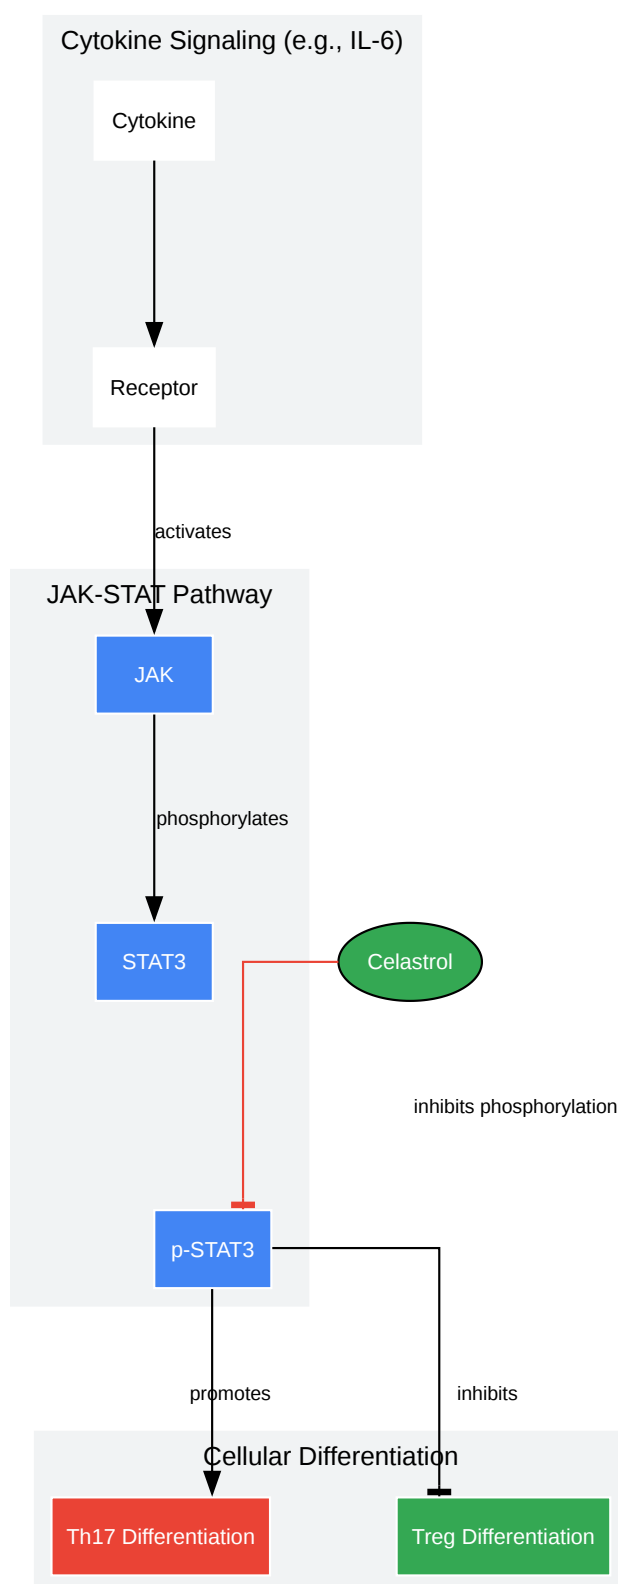 Cytokine Signaling (e.g., IL-6)
Cytokine
Receptor
activates
JAK-STAT Pathway
JAK
phosphorylates
STAT3
Celastrol
inhibits phosphorylation
p-STAT3
promotes
inhibits
Cellular Differentiation
Th17 Differentiation
Treg Differentiation